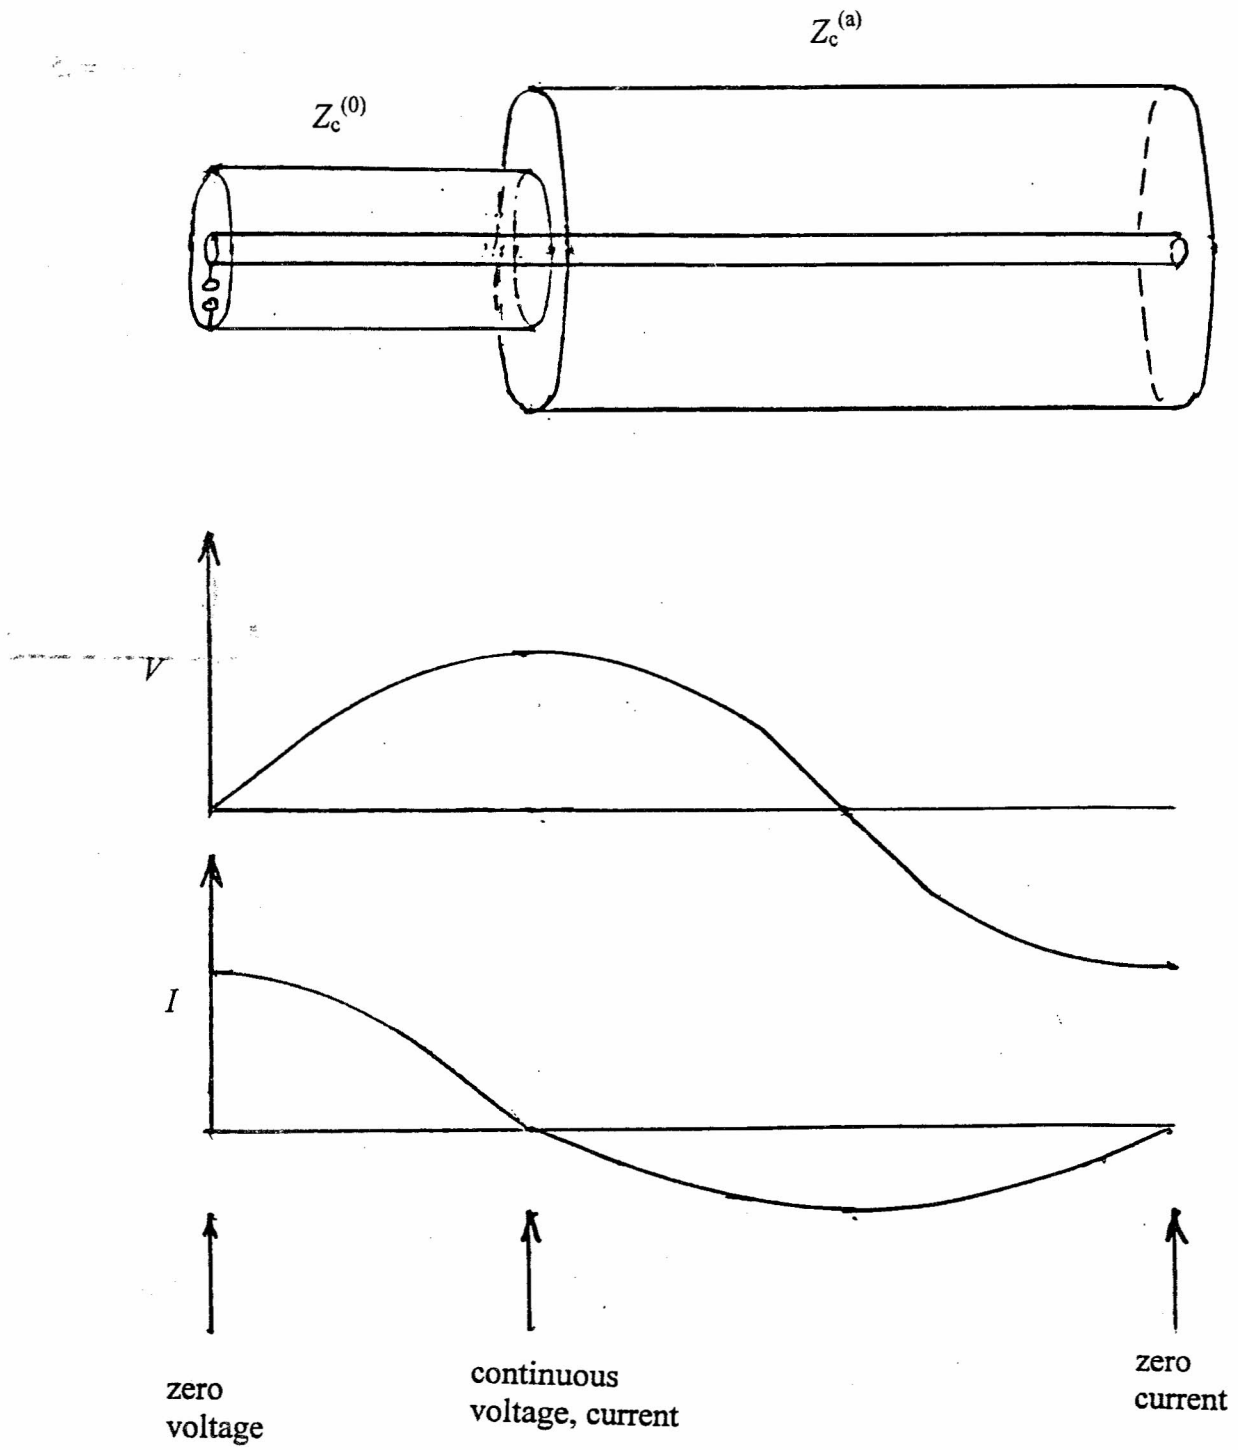 Z_c^(a)
Z_c^(0)
V
I
zero
voltage
continuous
voltage, current
zero
current